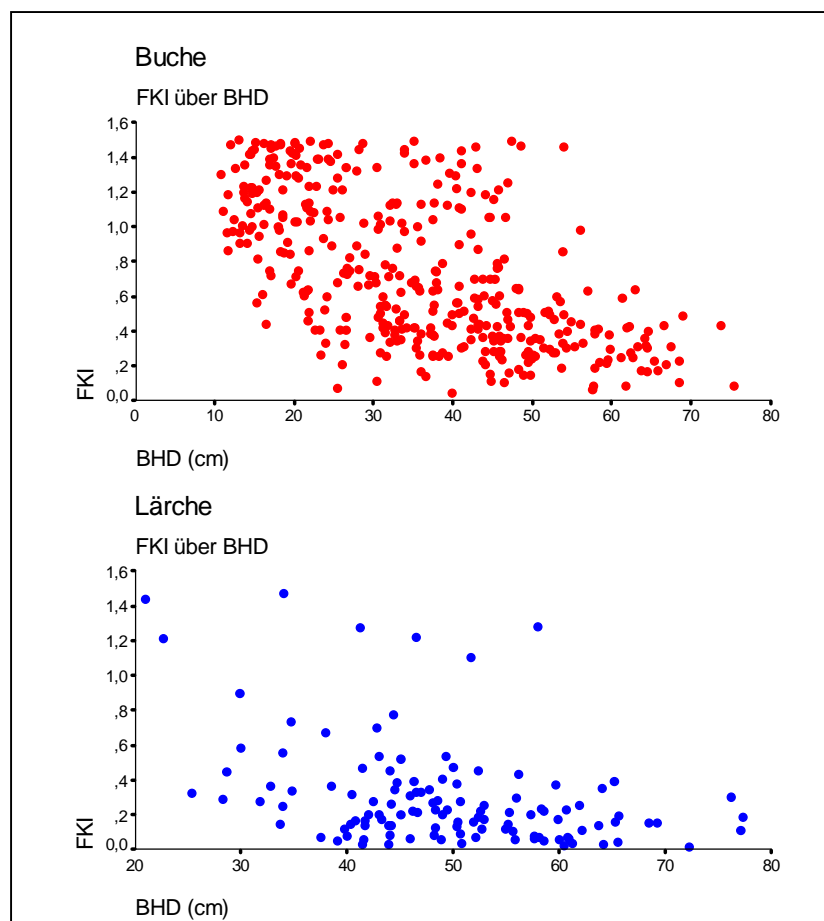 Buche
FKI über BHD
1,6
1,4
1,2
1,0
,8
,6
,4
,2
0,0
FKI
0 10 20 30 40 50 60 70 80
BHD (cm)
Lärche
FKI über BHD
1,6
1,4
1,2
1,0
,8
,6
,4
,2
0,0
FKI
20 30 40 50 60 70 80
BHD (cm)